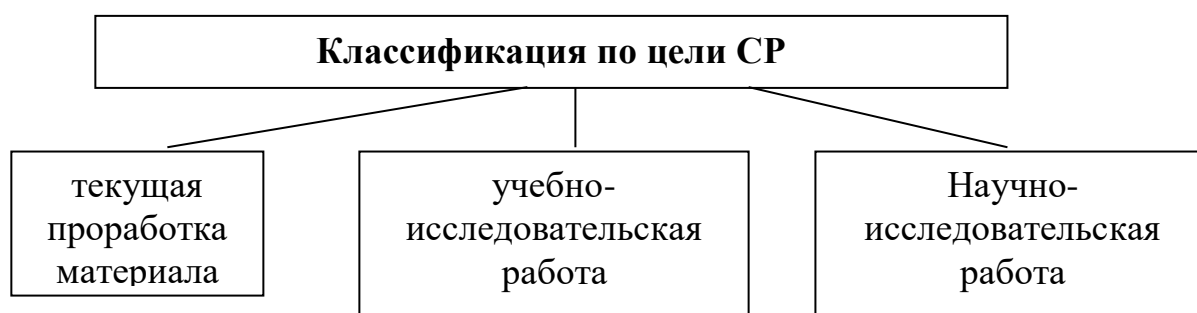 Классификация по цели СР
текущая
проработка
материала
учебно-
исследовательская
работа
Научно-
исследовательская
работа